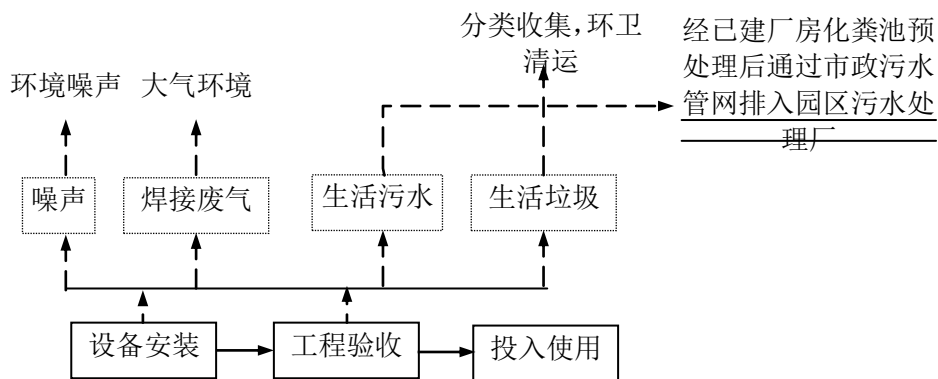 分类收集,环卫
清运
经已建厂房化粪池预
处理后通过市政污水
管网排入园区污水处
理厂
环境噪声
大气环境
噪声
焊接废气
生活污水
生活垃圾
设备安装
工程验收
投入使用